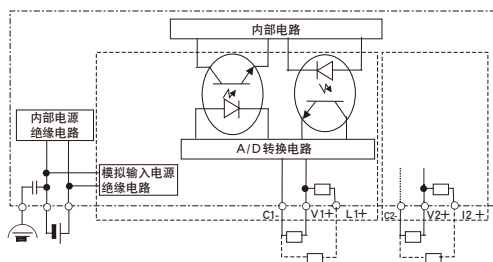 内部电路
内部电源
绝缘电路
A/D转换电路
模拟输入电源
绝缘电路
C1- V1+ L1+ C2- V2+ I2+